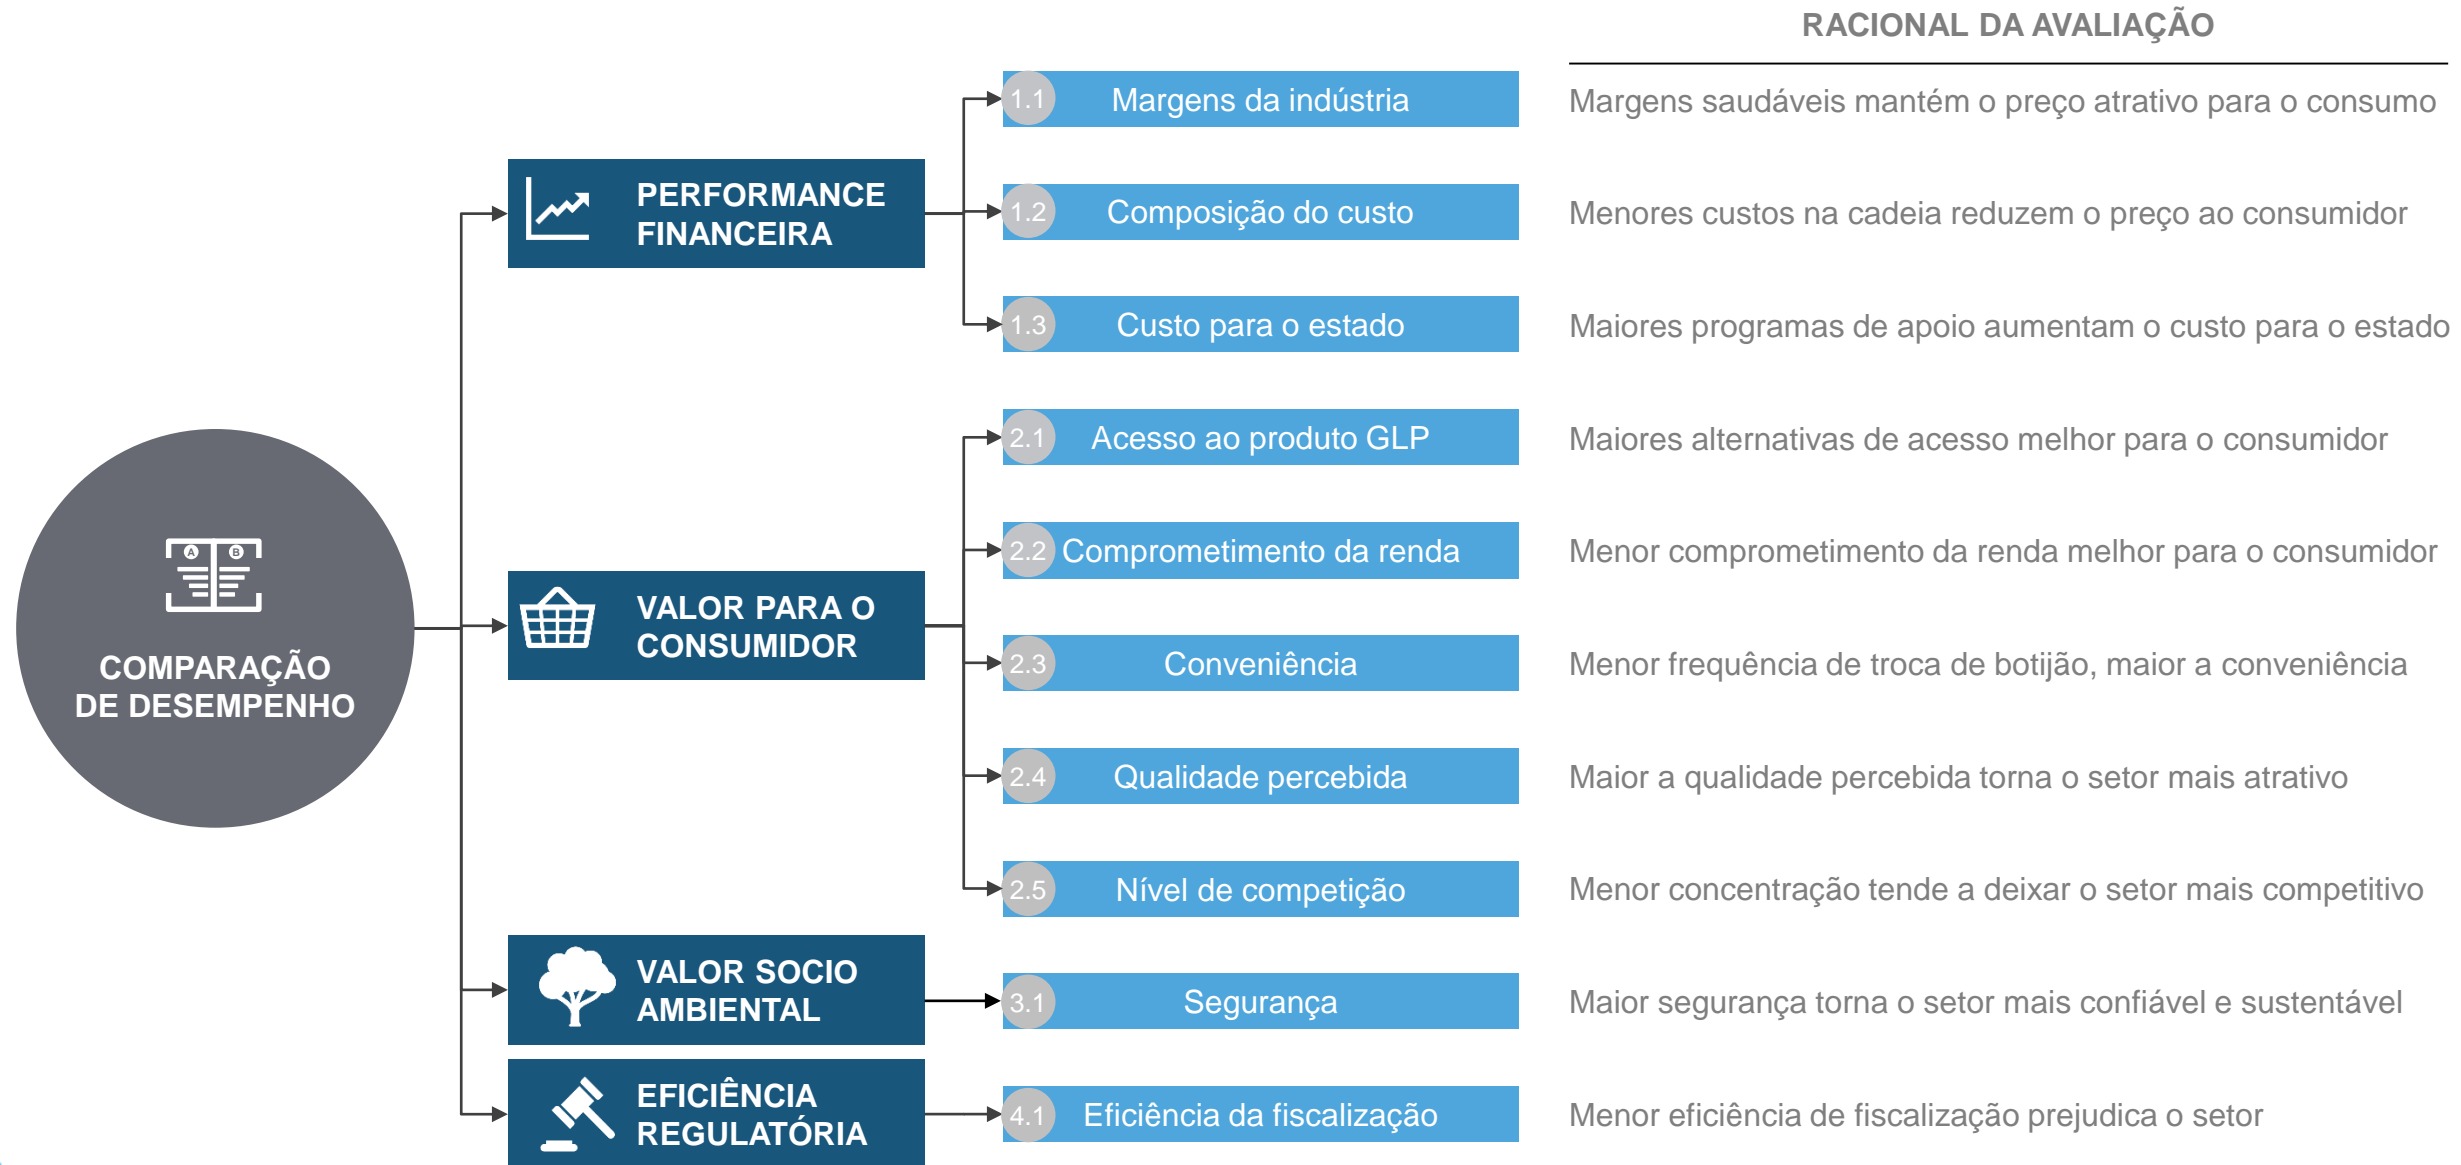 RACIONAL DA AVALIAÇÃO
1.1 Margens da indústria
Margens saudáveis mantém o preço atrativo para o consumo
PERFORMANCE
FINANCEIRA
1.2 Composição do custo
Menores custos na cadeia reduzem o preço ao consumidor
1.3 Custo para o estado
Maiores programas de apoio aumentam o custo para o estado
2.1 Acesso ao produto GLP
Maiores alternativas de acesso melhor para o consumidor
A B
COMPARAÇÃO
DE DESEMPENHO
2.2 Comprometimento da renda
Menor comprometimento da renda melhor para o consumidor
VALOR PARA O
CONSUMIDOR
2.3 Conveniência
Menor frequência de troca de botijão, maior a conveniência
2.4 Qualidade percebida
Maior a qualidade percebida torna o setor mais atrativo
2.5 Nível de competição
Menor concentração tende a deixar o setor mais competitivo
VALOR SOCIO
AMBIENTAL
3.1 Segurança
Maior segurança torna o setor mais confiável e sustentável
EFICIÊNCIA
REGULATÓRIA
4.1 Eficiência da fiscalização
Menor eficiência de fiscalização prejudica o setor